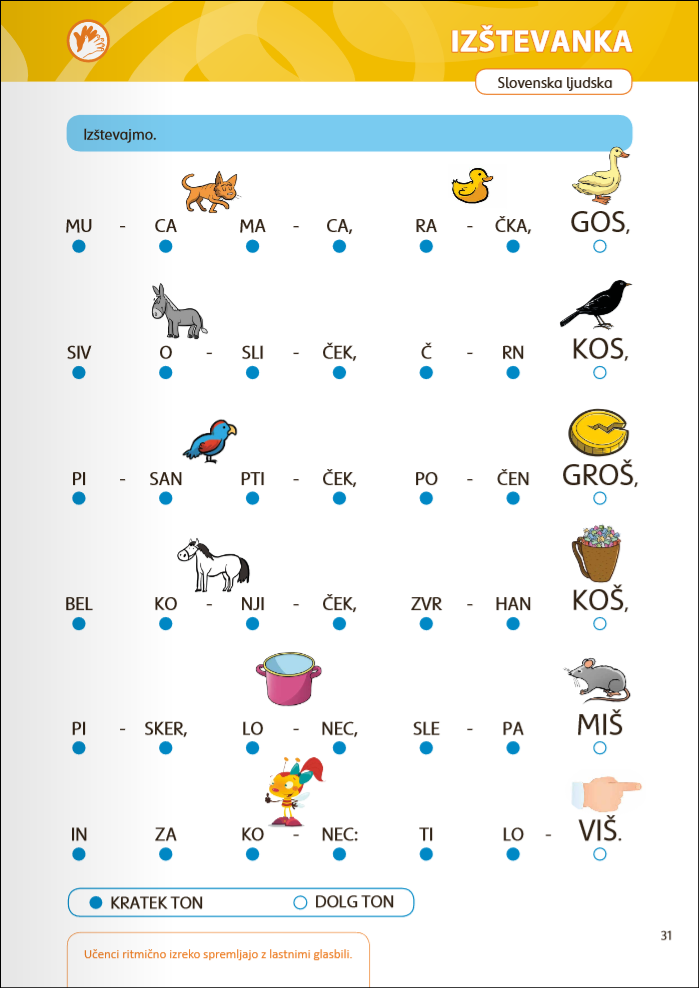 IZŠTEVANKA
Slovenska ljudska
Izštevajmo.
MU - CA MA - CA, RA - ČKA, GOS,
SIV O - SLI - ČEK, Č - RN KOS,
PI - SAN PTI - ČEK, PO - ČEN GROŠ,
BEL KO - NJI - ČEK, ZVR - HAN KOŠ,
PI - SKER, LO - NEC, SLE - PA MIŠ
IN ZA KO - NEC: TI LO - VIŠ.
KRATEK TON DOLG TON
31
Učenci ritmično izreko spremljajo z lastnimi glasbili.